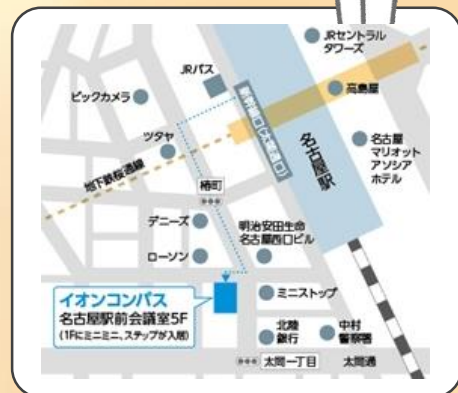 JRセントラル
タワーズ
JRバス
ビックカメラ
高島屋
新幹線口(太閤通口)
ツタヤ
名古屋駅
名古屋
マリオット
アソシア
ホテル
地下鉄桜通線
椿町
デニーズ
明治安田生命
名古屋西口ビル
ローソン
イオンコンパス
名古屋駅前会議室5F
(1Fにミニミニ、ステップが入居)
ミニストップ
北陸
銀行
中村
警察署
太閤一丁目
太閤通